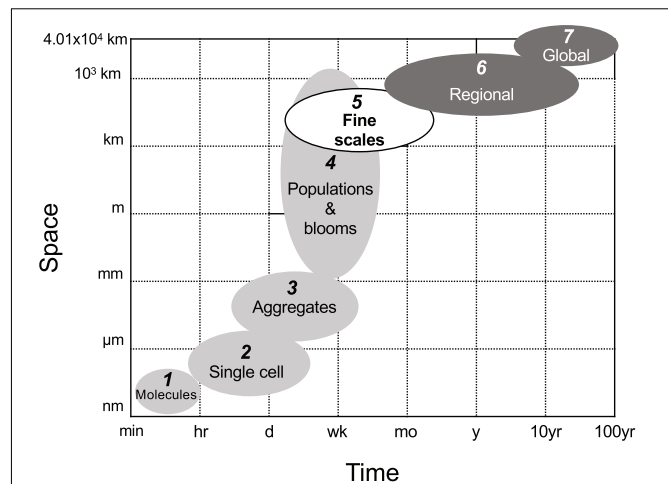 4.01x10⁴ km
10³ km
km
m
mm
µm
nm
Space
7
Global
6
Regional
5
Fine
scales
4
Populations
&
blooms
3
Aggregates
2
Single cell
1
Molecules
min hr d wk mo y 10yr 100yr
Time